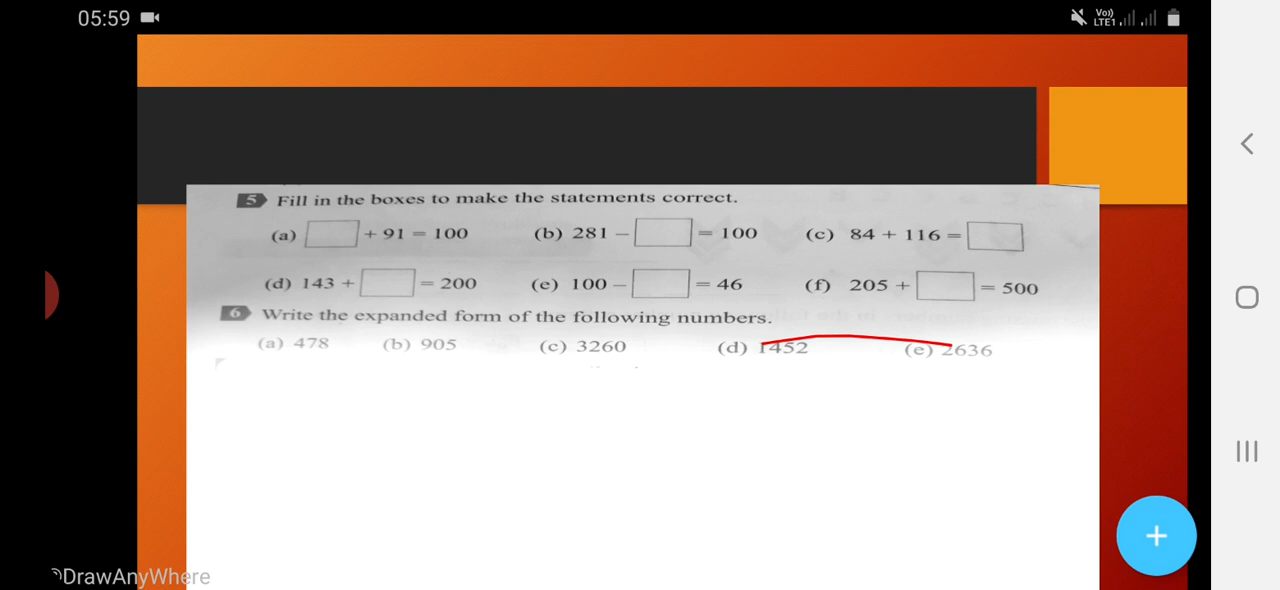 05:59
Vo))
LTE1
5 Fill in the boxes to make the statements correct.
(a) + 91 = 100 (b) 281 – = 100 (c) 84 + 116 =
(d) 143 + = 200 (e) 100 – = 46 (f) 205 + = 500
6 Write the expanded form of the following numbers.
(a) 478 (b) 905 (c) 3260 (d) 1452 (e) 2636
DrawAnyWhere